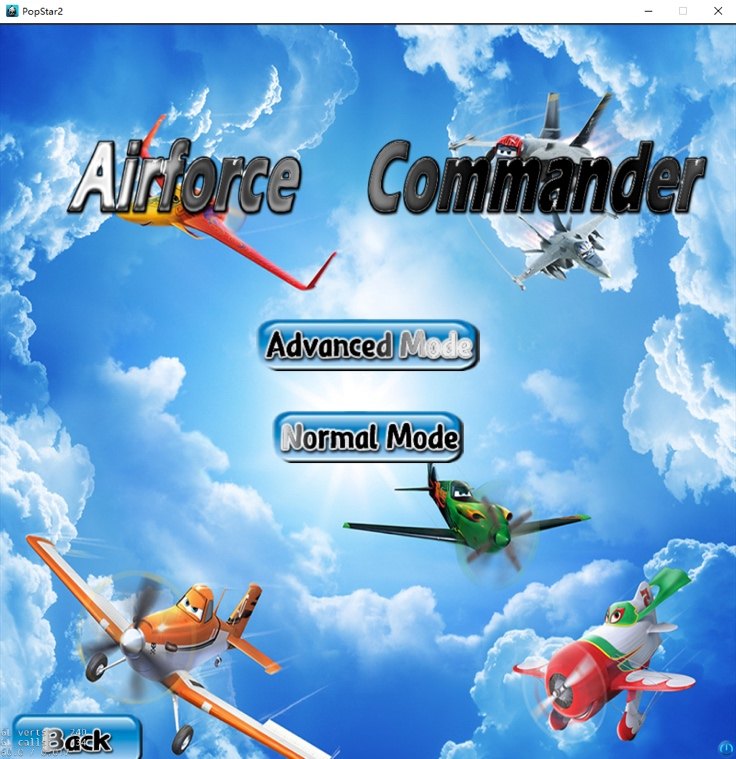 PopStar2
Airforce Commander
Advanced Mode
Normal Mode
Back